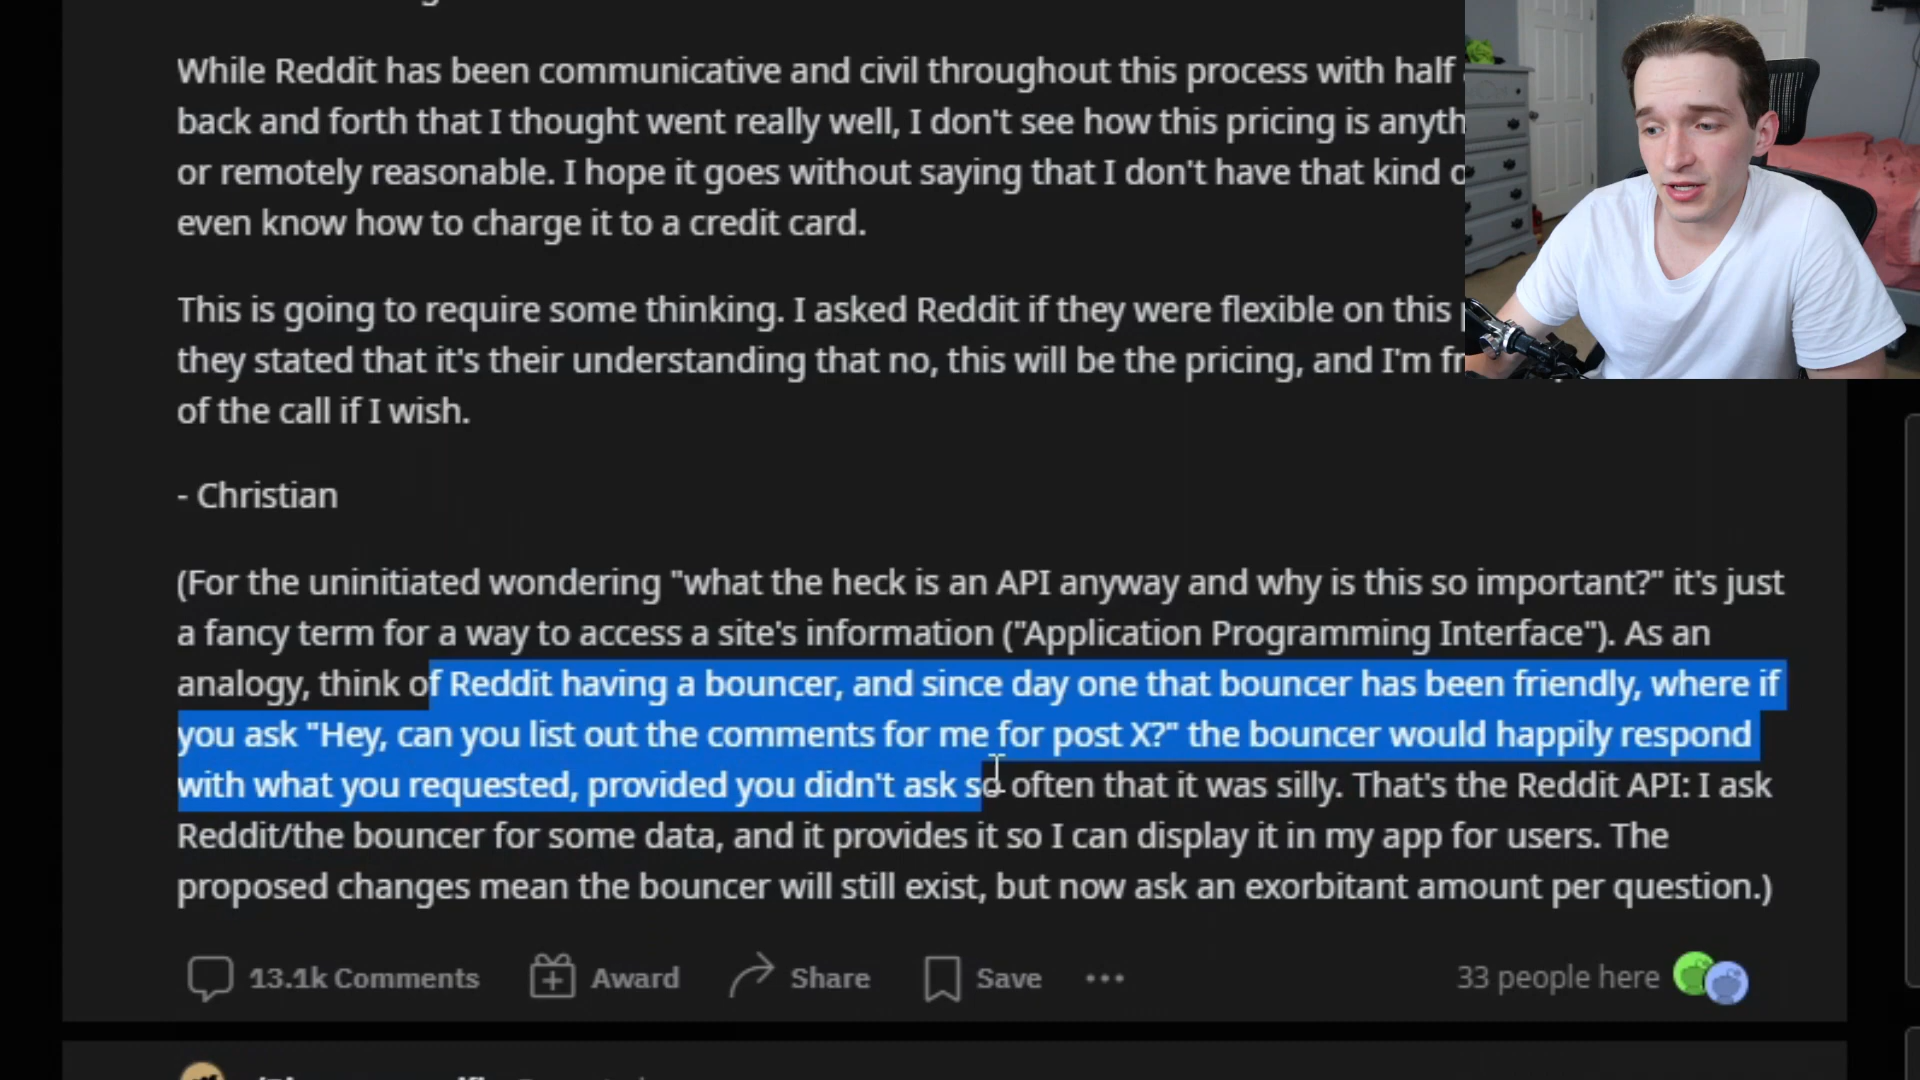 While Reddit has been communicative and civil throughout this process with half
back and forth that I thought went really well, I don't see how this pricing is anyth
or remotely reasonable. I hope it goes without saying that I don't have that kind o
even know how to charge it to a credit card.
This is going to require some thinking. I asked Reddit if they were flexible on this
they stated that it's their understanding that no, this will be the pricing, and I'm fr
of the call if I wish.
- Christian
(For the uninitiated wondering "what the heck is an API anyway and why is this so important?" it's just
a fancy term for a way to access a site's information ("Application Programming Interface"). As an
analogy, think of Reddit having a bouncer, and since day one that bouncer has been friendly, where if
you ask "Hey, can you list out the comments for me for post X?" the bouncer would happily respond
with what you requested, provided you didn't ask so often that it was silly. That's the Reddit API: I ask
Reddit/the bouncer for some data, and it provides it so I can display it in my app for users. The
proposed changes mean the bouncer will still exist, but now ask an exorbitant amount per question.)
13.1k Comments Award Share Save ••• 33 people here